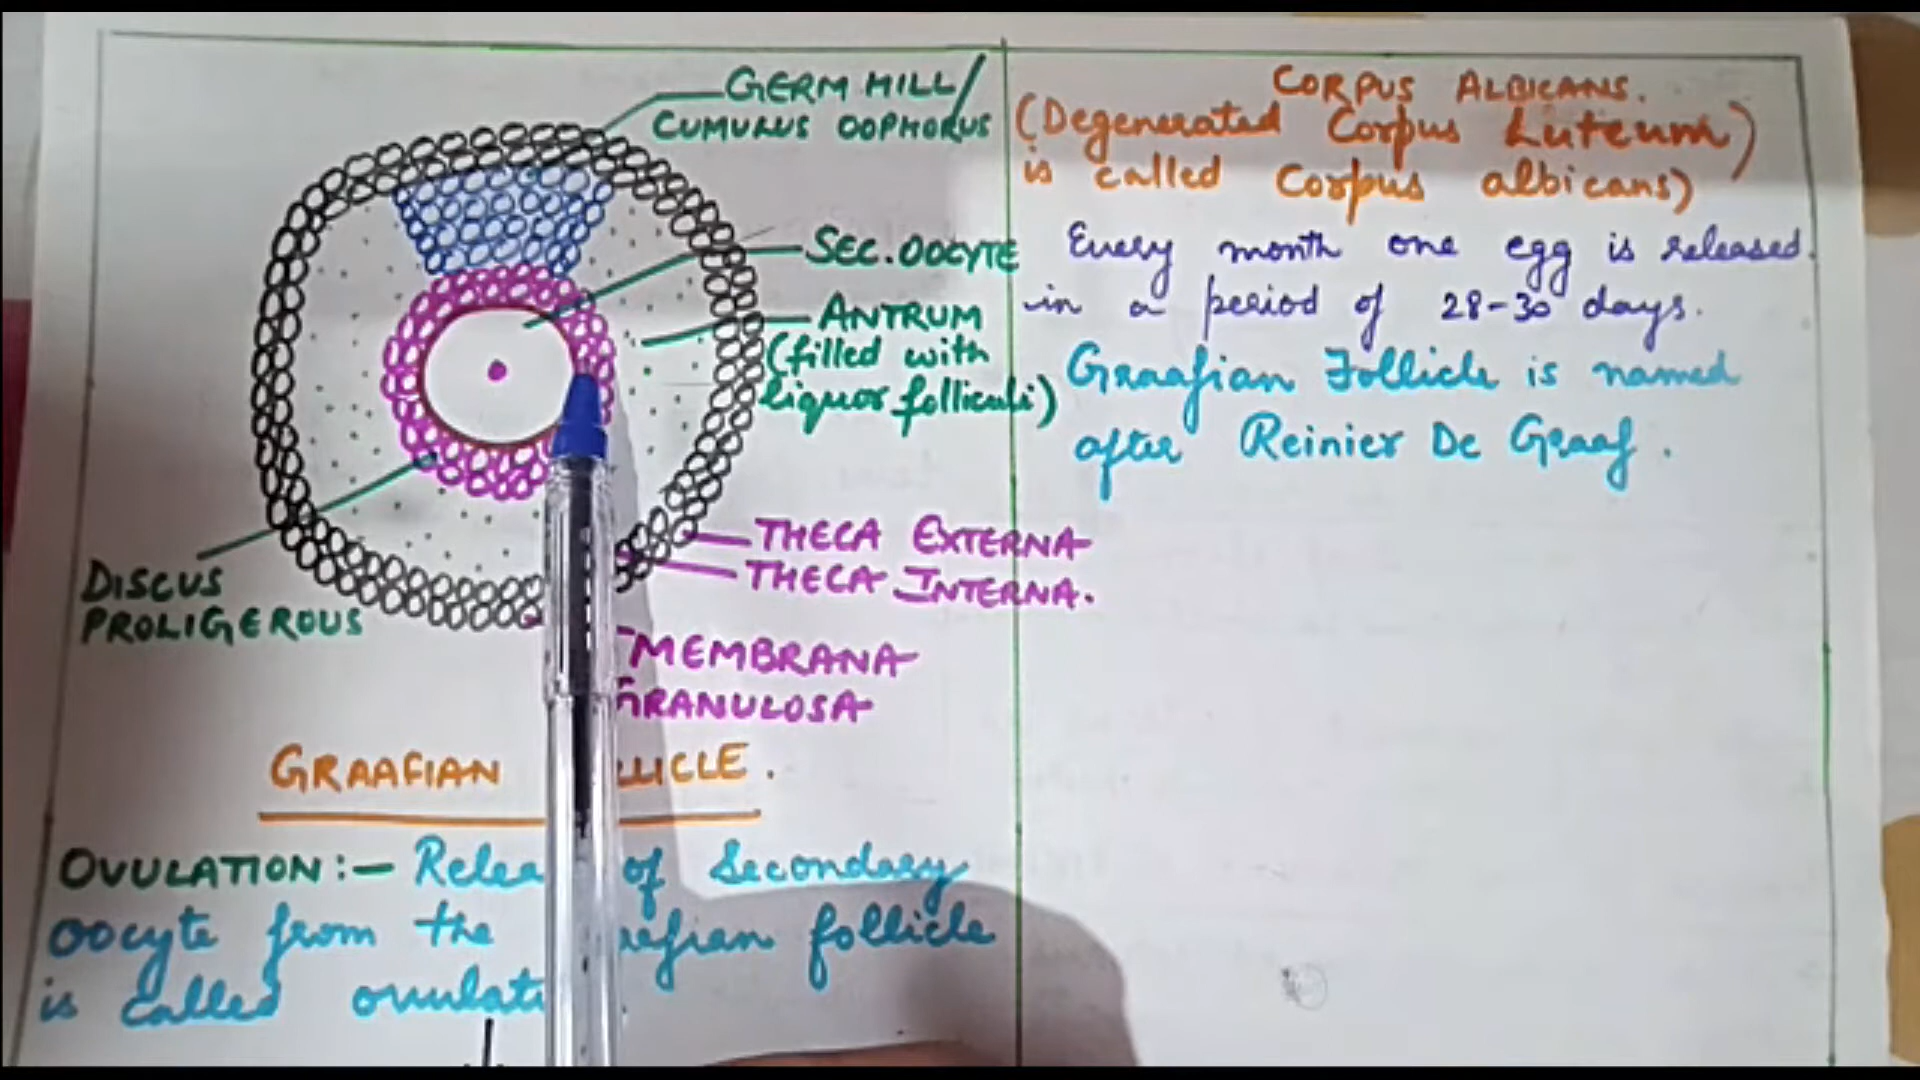 GERM HILL/
CUMULUS OOPHORUS
SEC. OOCYTE
ANTRUM
(filled with
liquor folliculi)
THECA EXTERNA
THECA INTERNA.
DISCUS
PROLIGEROUS
MEMBRANA
GRANULOSA
GRAAFIAN LLICLE.
OVULATION:- Relea of Secondary
oocyte from the aafian follicle
is called ovulati
CORPUS ALBICANS.
(Degenerated Corpus Luteum)
is called Corpus albicans)
Every month one egg is released
in a period of 28-30 days.
Graafian Follicle is named
after Reinier De Graaf.